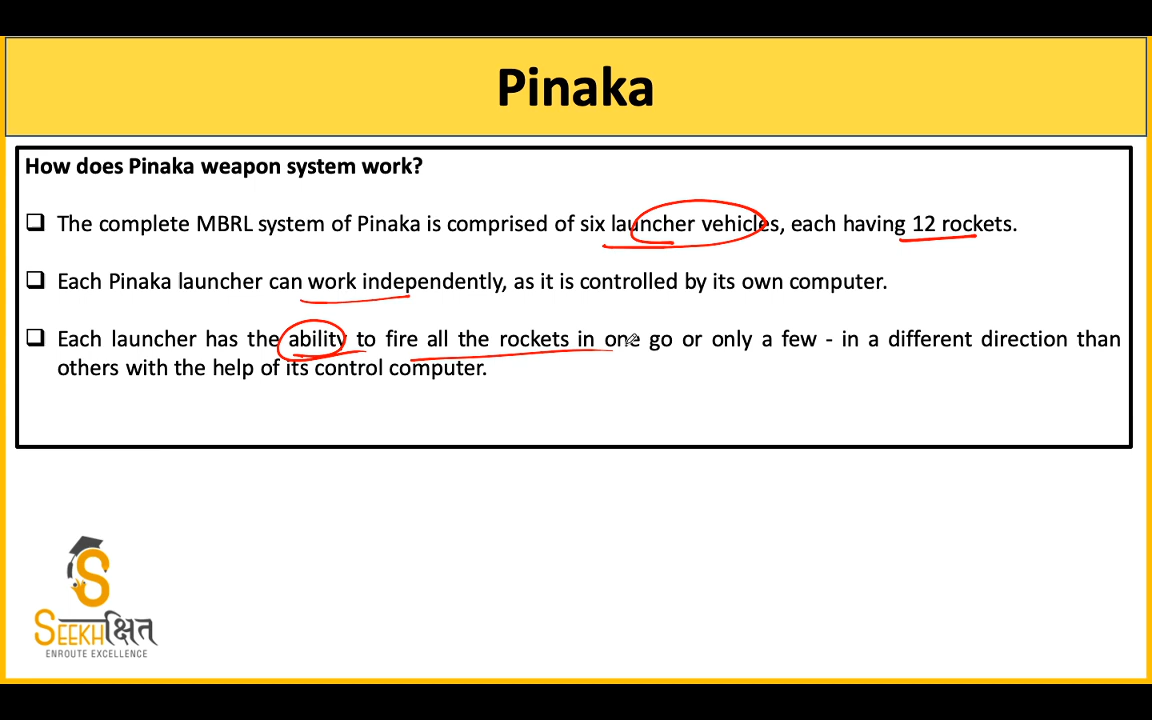 Pinaka
How does Pinaka weapon system work?
The complete MBRL system of Pinaka is comprised of six launcher vehicles, each having 12 rockets.
Each Pinaka launcher can work independently, as it is controlled by its own computer.
Each launcher has the ability to fire all the rockets in one go or only a few - in a different direction than
others with the help of its control computer.
SEEKHक्षित
ENROUTE EXCELLENCE